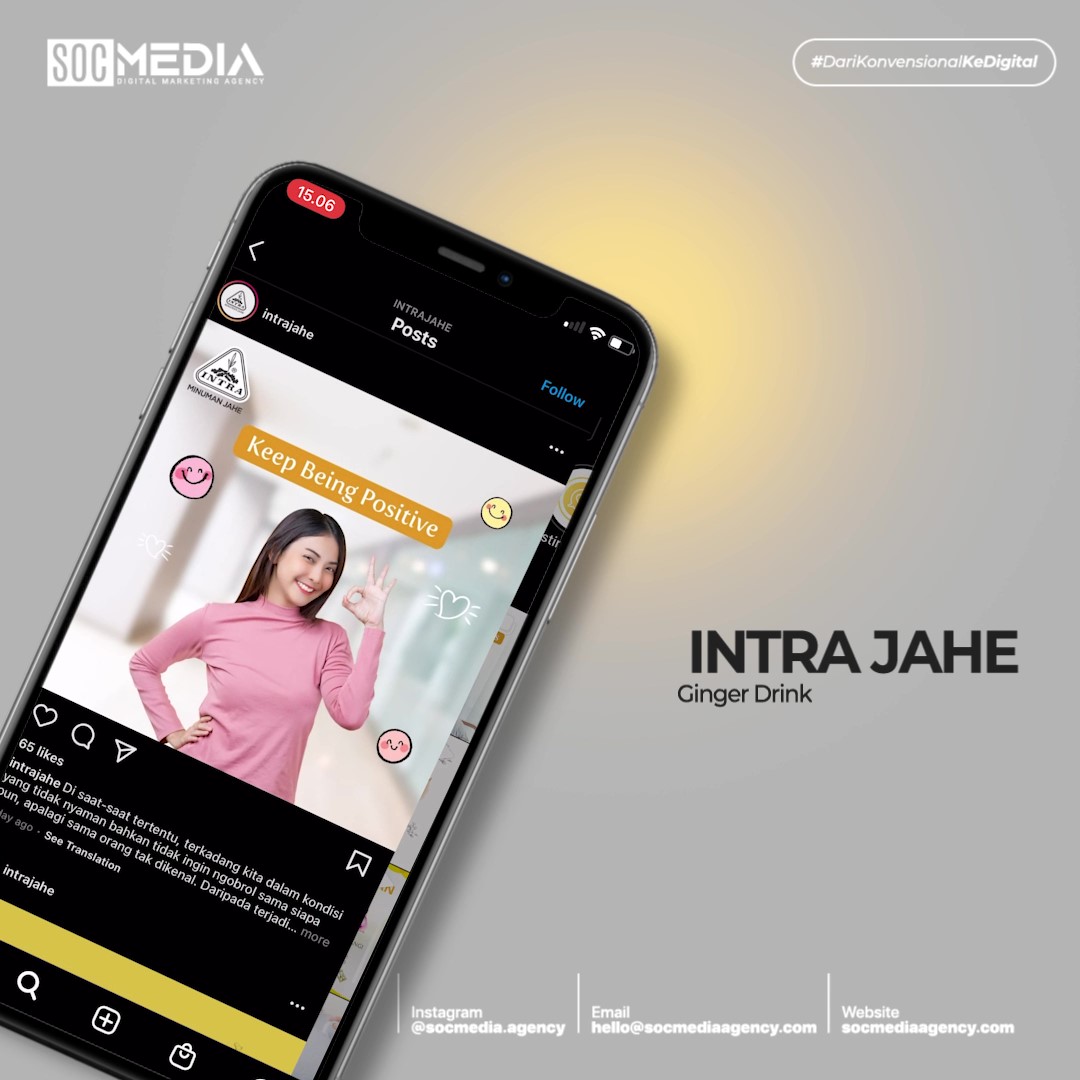 SOCMEDIA
DIGITAL MARKETING AGENCY
#DariKonvensionalKeDigital
15.06
INTRAJAHE
Posts
intrajahe
Follow
INTRA
MINUMAN JAHE
Keep Being Positive
65 likes
intrajahe Di saat-saat tertentu, terkadang kita dalam kondisi
yang tidak nyaman bahkan tidak ingin ngobrol sama siapa
pun, apalagi sama orang tak dikenal. Daripada terjadi... more
day ago · See Translation
intrajahe
INTRA JAHE
Ginger Drink
Instagram
@socmedia.agency
Email
hello@socmediaagency.com
Website
socmediaagency.com